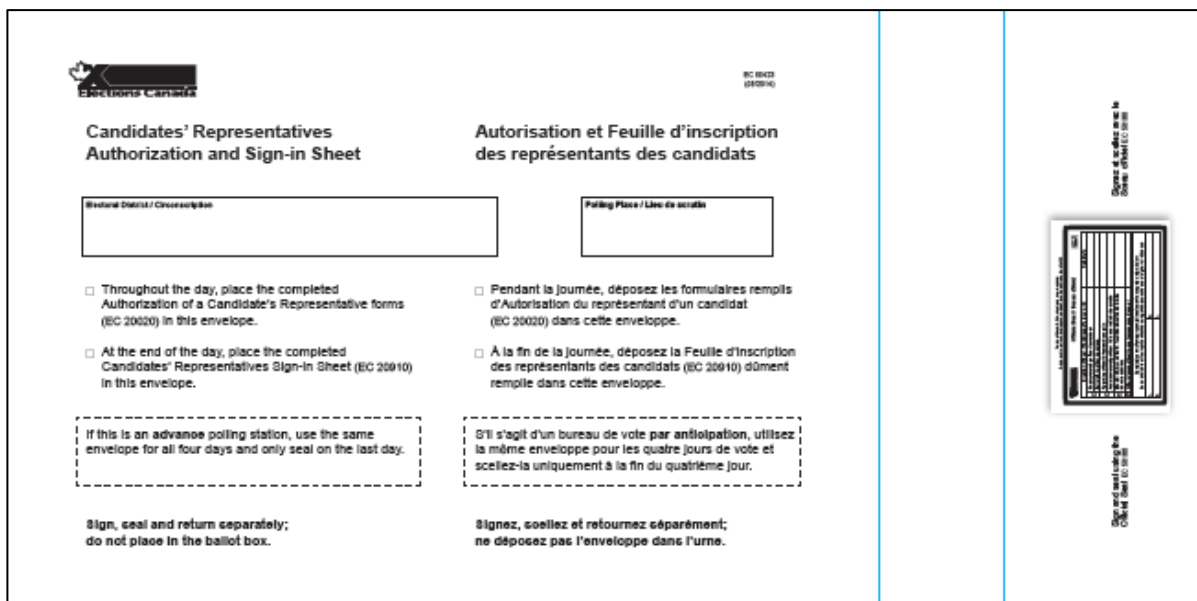 Elections Canada
Candidates' Representatives
Authorization and Sign-in Sheet
Electoral District / Circonscription
Throughout the day, place the completed
Authorization of a Candidate's Representative forms
(EC 20020) in this envelope.
At the end of the day, place the completed
Candidates' Representatives Sign-In Sheet (EC 20910)
in this envelope.
If this is an advance polling station, use the same
envelope for all four days and only seal on the last day.
Sign, seal and return separately;
do not place in the ballot box.
Autorisation et Feuille d'inscription
des représentants des candidats
Polling Place / Lieu de scrutin
Pendant la journée, déposez les formulaires remplis
d'Autorisation du représentant d'un candidat
(EC 20020) dans cette enveloppe.
À la fin de la journée, déposez la Feuille d'inscription
des représentants des candidats (EC 20910) dûment
remplie dans cette enveloppe.
S'il s'agit d'un bureau de vote par anticipation, utilisez
la même enveloppe pour les quatre jours de vote et
scellez-la uniquement à la fin du quatrième jour.
Signez, scellez et retournez séparément;
ne déposez pas l'enveloppe dans l'urne.
Signez et scellez avec le
Sceau officiel EC
Sign and seal using the
Official Seal EC